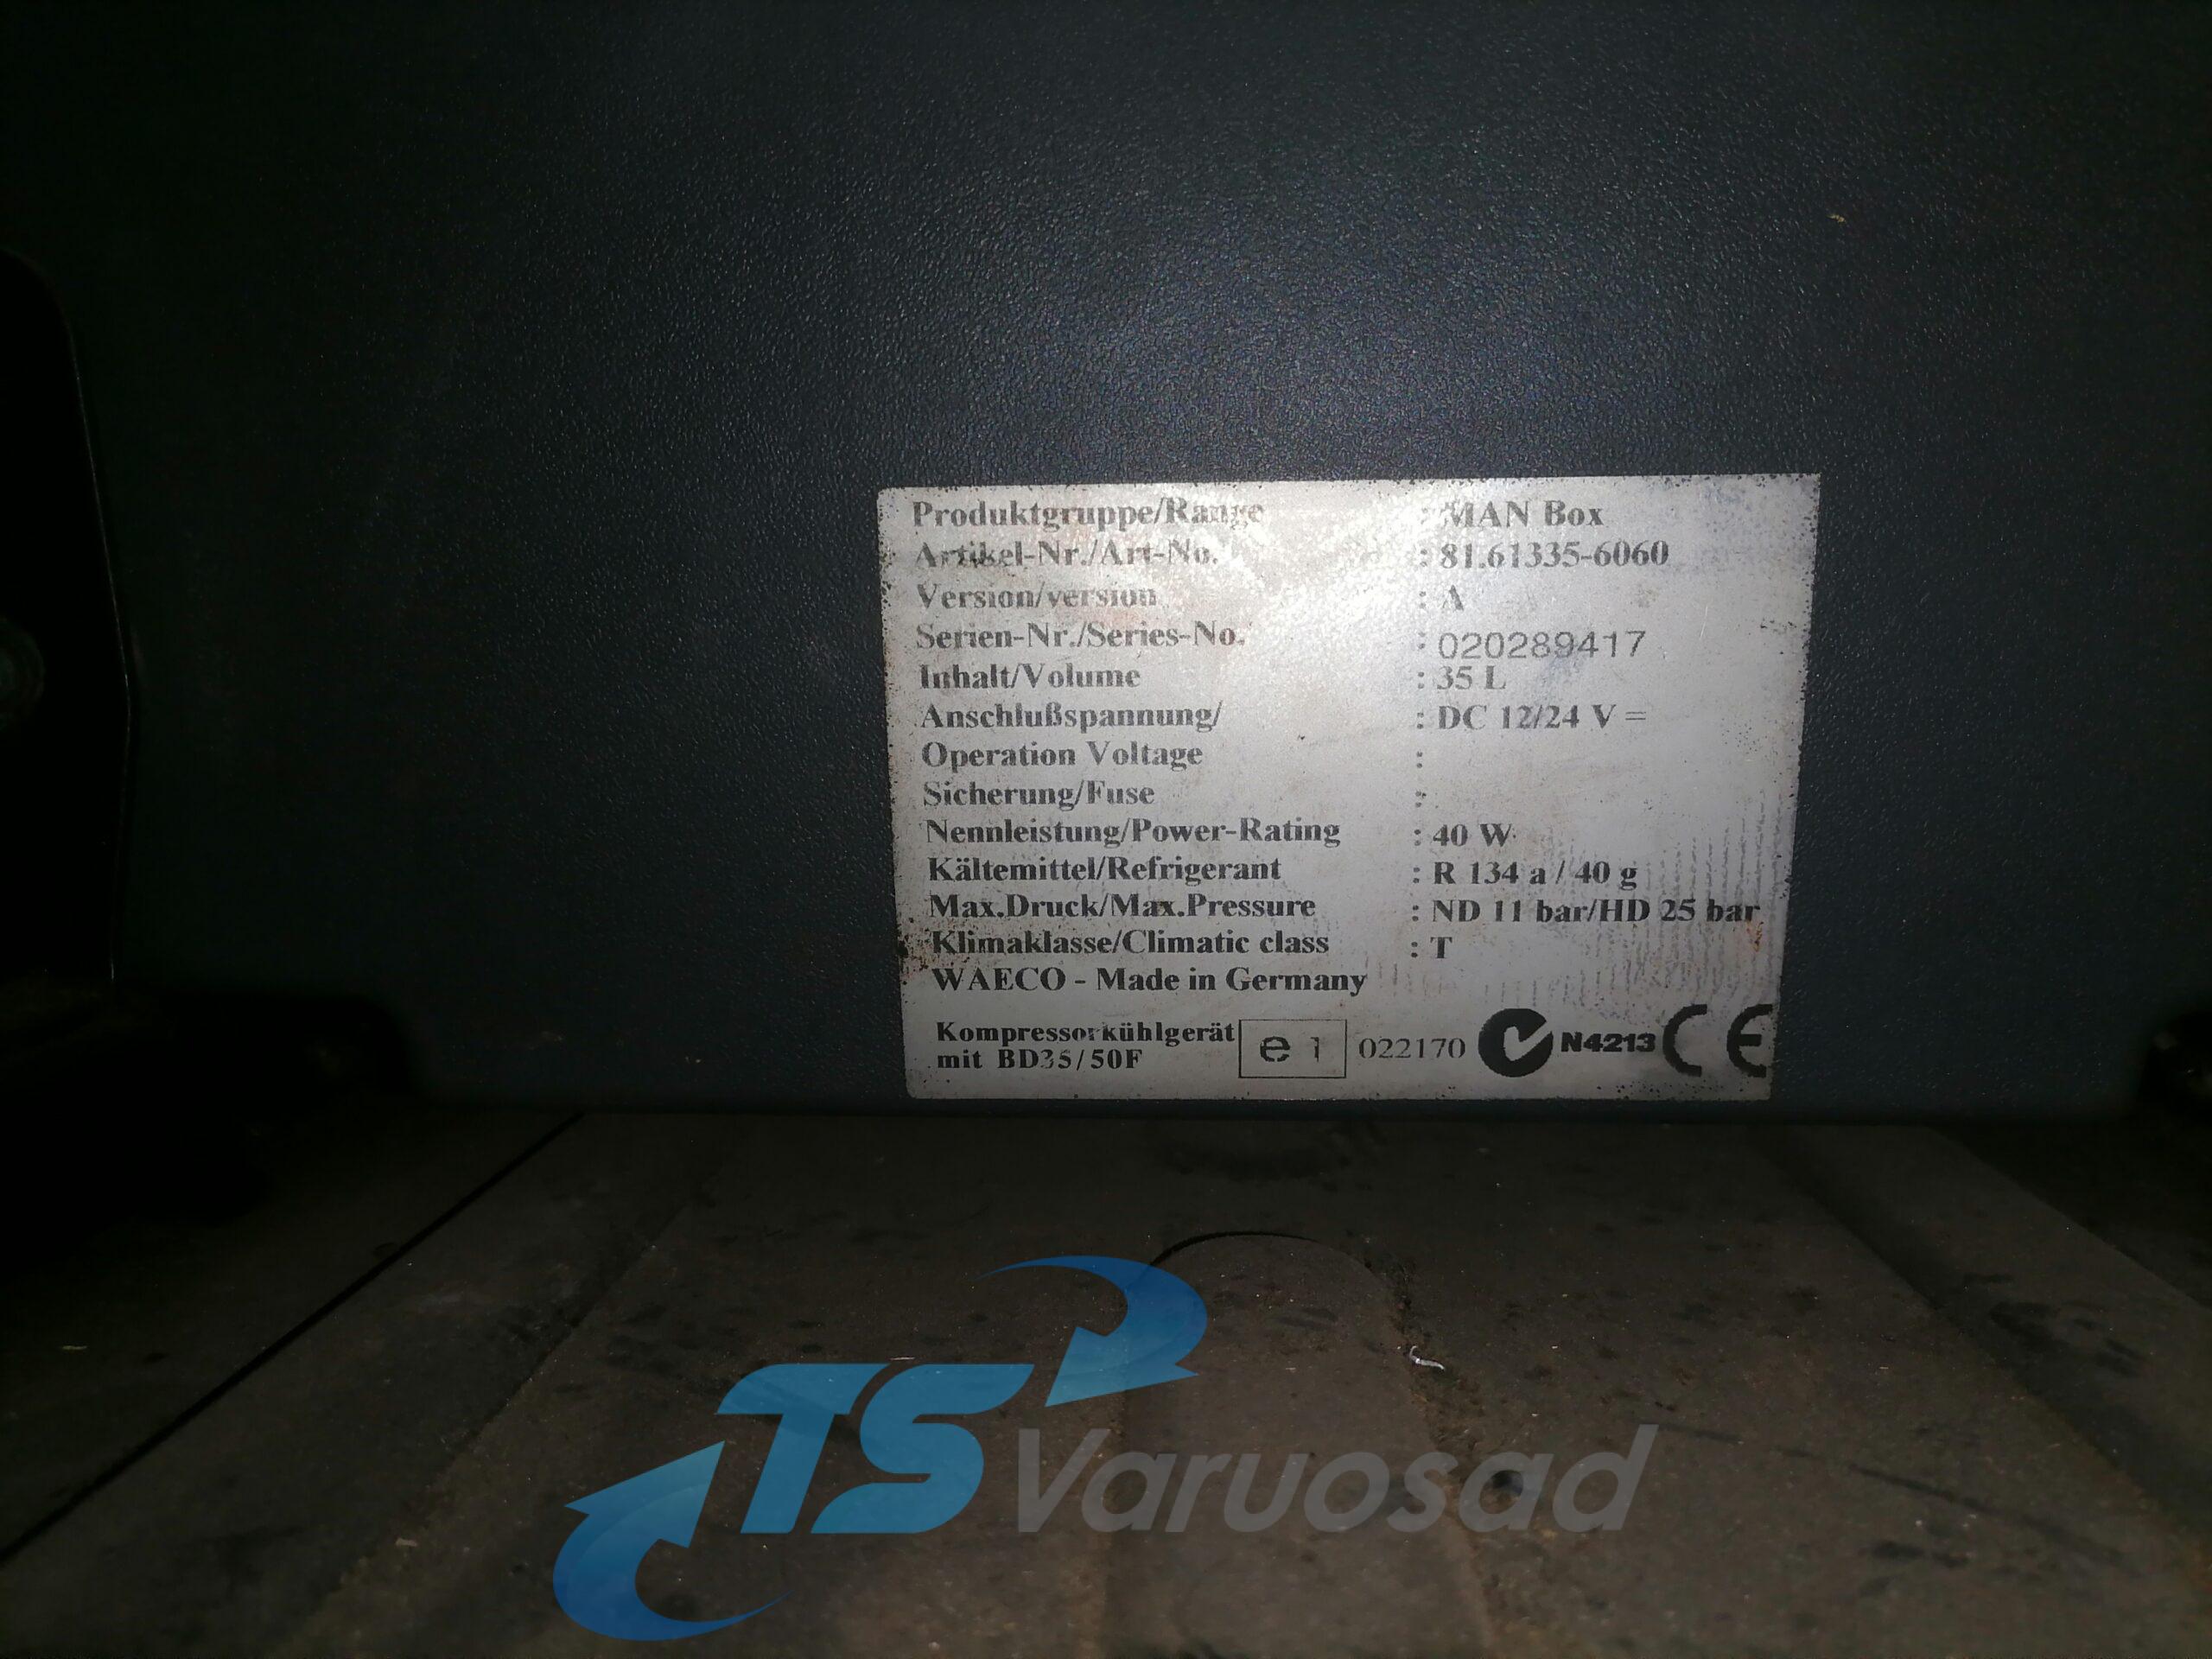 Produktgruppe/Range : MAN Box
Artikel-Nr./Art-No. : 81.61335-6060
Version/version : A
Serien-Nr./Series-No. : 020289417
Inhalt/Volume : 35 L
Anschlußspannung/ : DC 12/24 V =
Operation Voltage :
Sicherung/Fuse :
Nennleistung/Power-Rating : 40 W
Kältemittel/Refrigerant : R 134 a / 40 g
Max.Druck/Max.Pressure : ND 11 bar/HD 25 bar
Klimaklasse/Climatic class : T
WAECO - Made in Germany
Kompressorkühlgerät
mit BD35/50F
e1 022170 N4213 CE
TS Varuosad